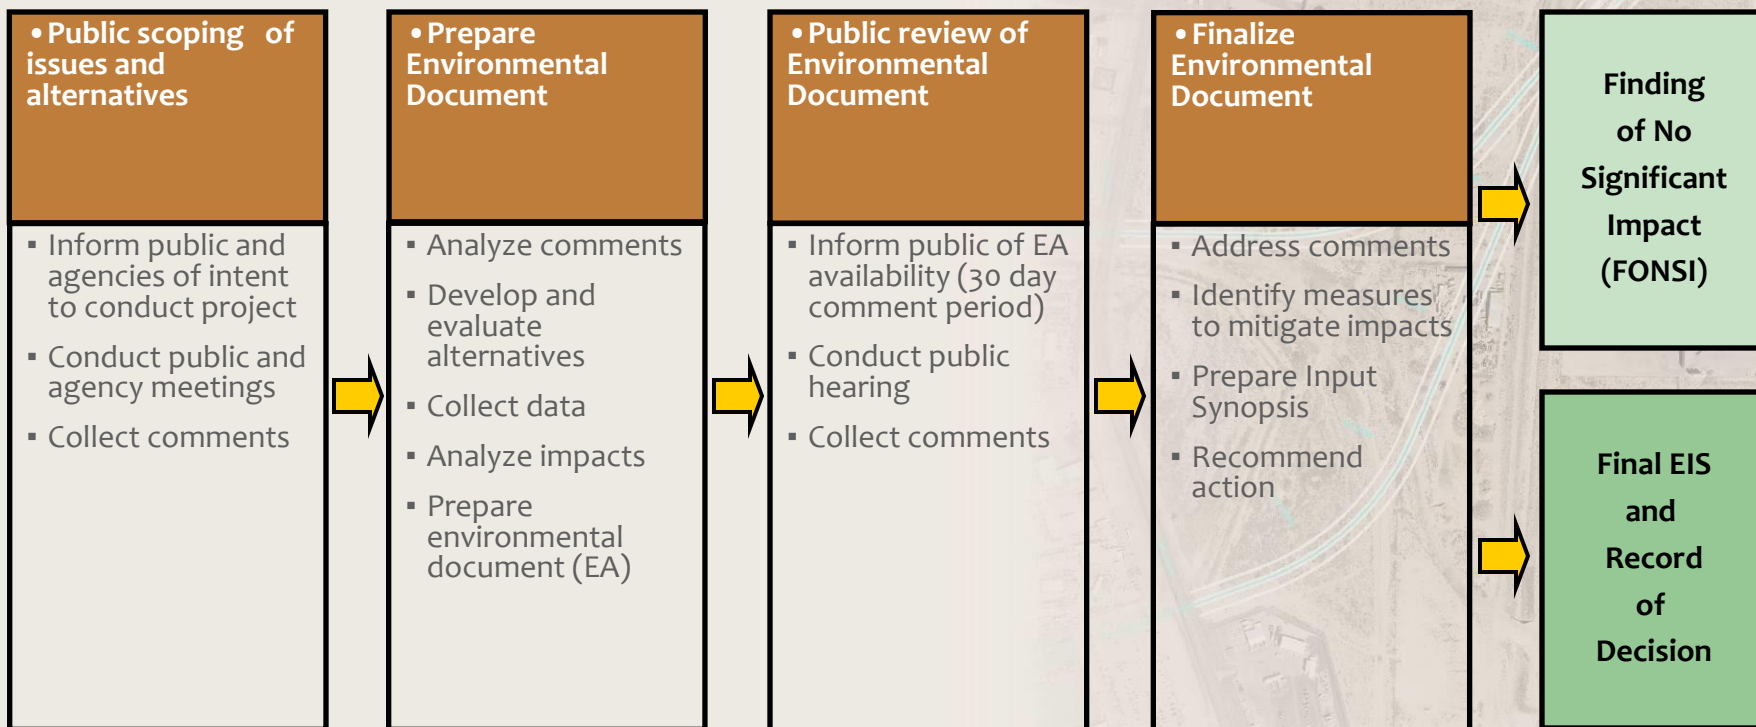 • Public scoping of
issues and
alternatives
▪ Inform public and
agencies of intent
to conduct project
▪ Conduct public and
agency meetings
▪ Collect comments
• Prepare
Environmental
Document
▪ Analyze comments
▪ Develop and
evaluate
alternatives
▪ Collect data
▪ Analyze impacts
▪ Prepare
environmental
document (EA)
• Public review of
Environmental
Document
▪ Inform public of EA
availability (30 day
comment period)
▪ Conduct public
hearing
▪ Collect comments
• Finalize
Environmental
Document
▪ Address comments
▪ Identify measures
to mitigate impacts
▪ Prepare Input
Synopsis
▪ Recommend
action
Finding
of No
Significant
Impact
(FONSI)
Final EIS
and
Record
of
Decision